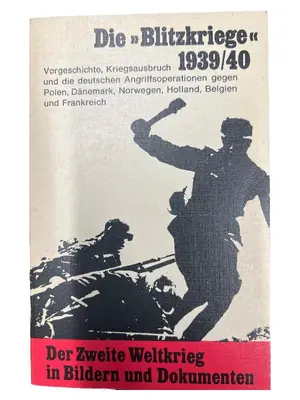 Die »Blitzkriege«
1939/40
Vorgeschichte, Kriegsausbruch
und die deutschen Angriffsoperationen gegen
Polen, Dänemark, Norwegen, Holland, Belgien
und Frankreich
Der Zweite Weltkrieg
in Bildern und Dokumenten